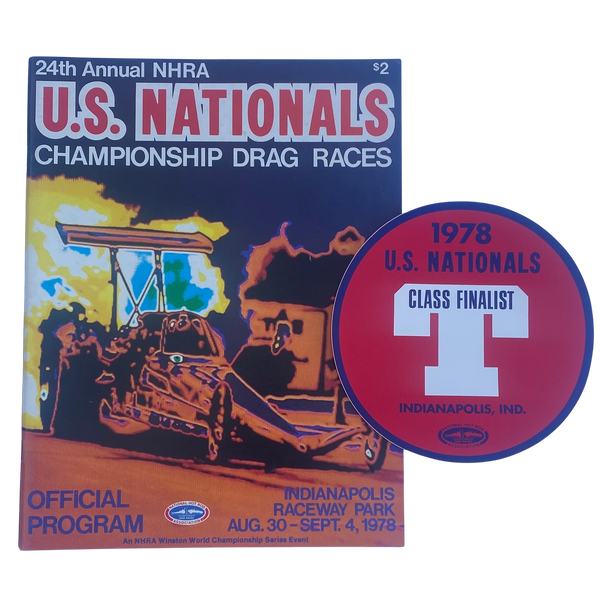 24th Annual NHRA
$2
U.S. NATIONALS
CHAMPIONSHIP DRAG RACES
OFFICIAL
PROGRAM
INDIANAPOLIS
RACEWAY PARK
AUG. 30 – SEPT. 4, 1978
An NHRA Winston World Championship Series Event
1978
U.S. NATIONALS
CLASS FINALIST
T
INDIANAPOLIS, IND.